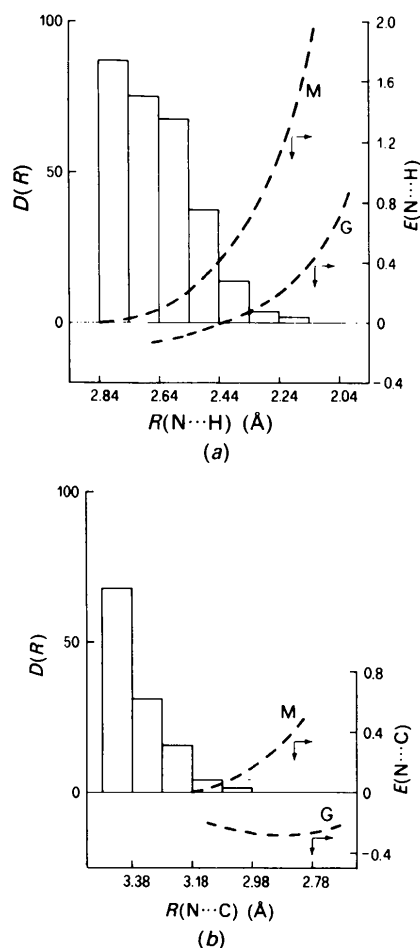 100
50
0
D(R)
M
G
2.0
1.6
1.2
0.8
0.4
0
−0.4
E(N···H)
2.84 2.64 2.44 2.24 2.04
R(N···H) (Å)
(a)
100
50
0
D(R)
M
G
0.8
0.4
0
−0.4
E(N···C)
3.38 3.18 2.98 2.78
R(N···C) (Å)
(b)